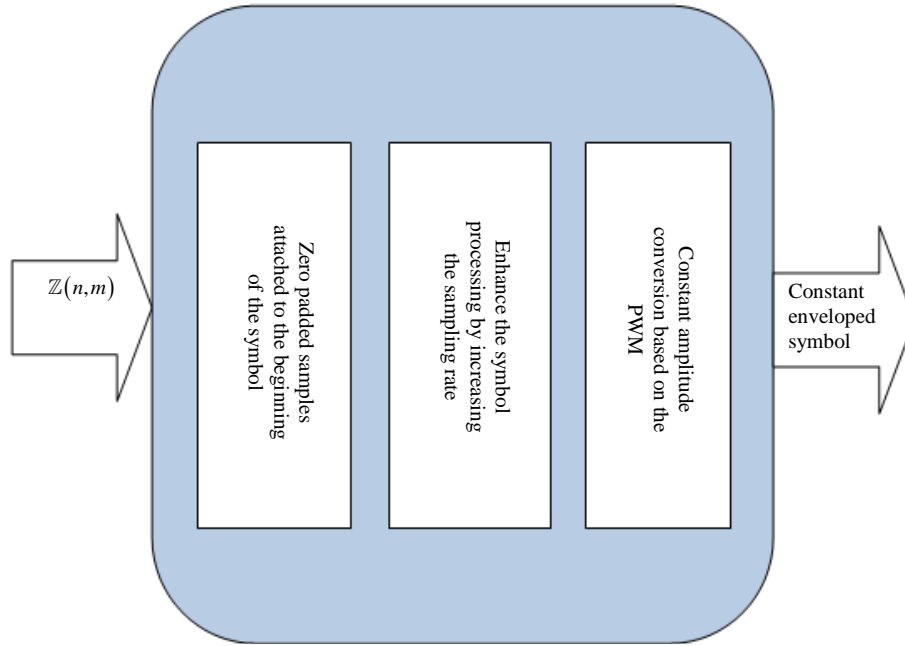 ℤ(n,m)
Zero padded samples
attached to the beginning
of the symbol
Enhance the symbol
processing by increasing
the sampling rate
Constant amplitude
conversion based on the
PWM
Constant
enveloped
symbol